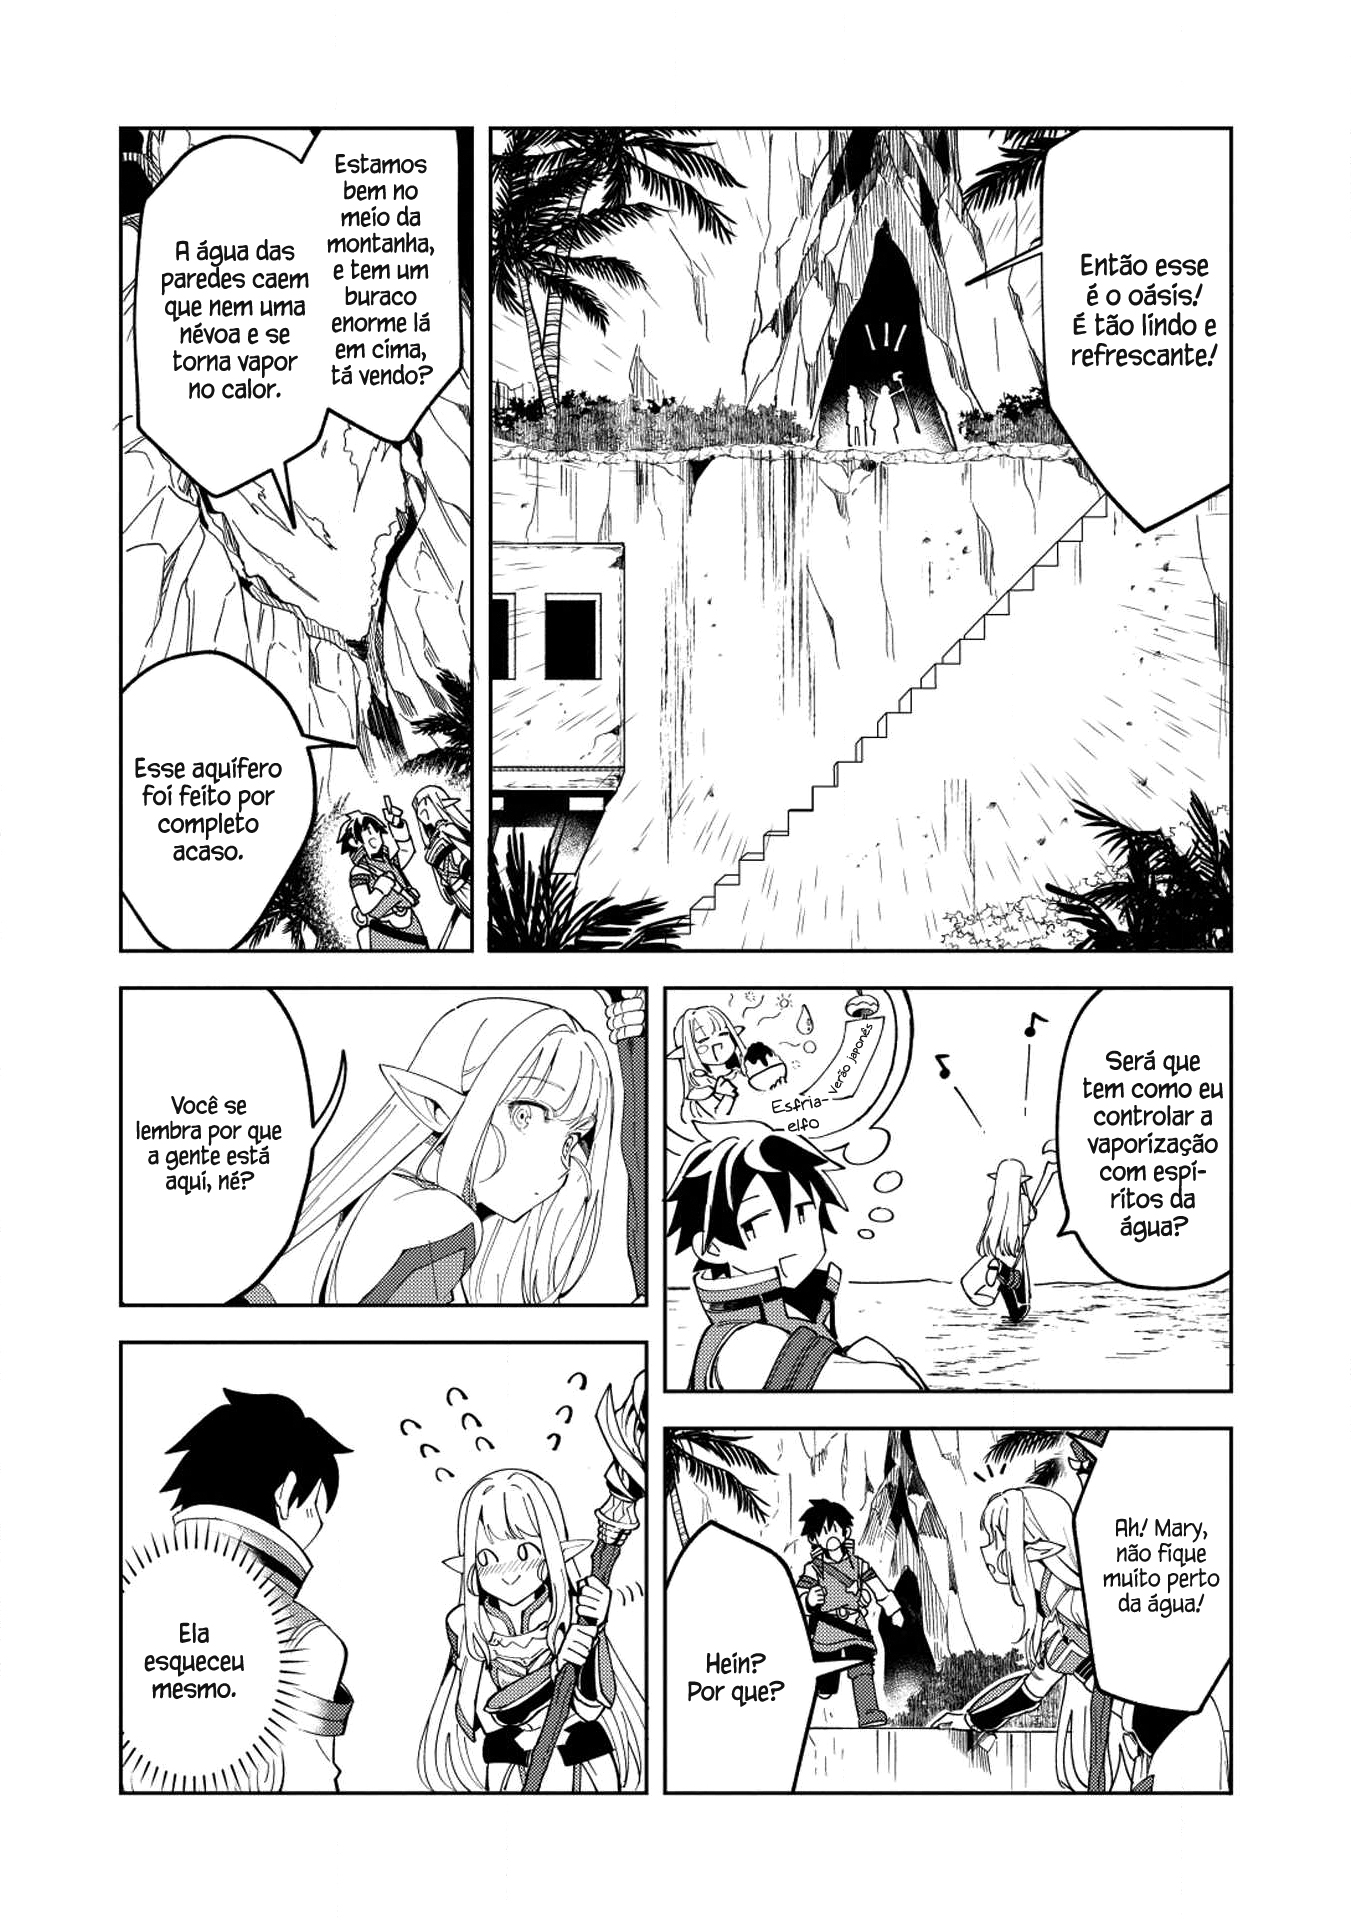 Então esse
é o oásis!
É tão lindo e
refrescante!
Estamos
bem no
meio da
montanha,
e tem um
buraco
enorme lá
em cima,
tá vendo?
A água das
paredes caem
que nem uma
névoa e se
torna vapor
no calor.
Esse aquífero
foi feito por
completo
acaso.
Será que
tem como eu
controlar a
vaporização
com espí-
ritos da
água?
Verão japonês
Esfria-
elfo
Você se
lembra por que
a gente está
aqui, né?
Ah! Mary,
não fique
muito perto
da água!
Hein?
Por que?
Ela
esqueceu
mesmo.